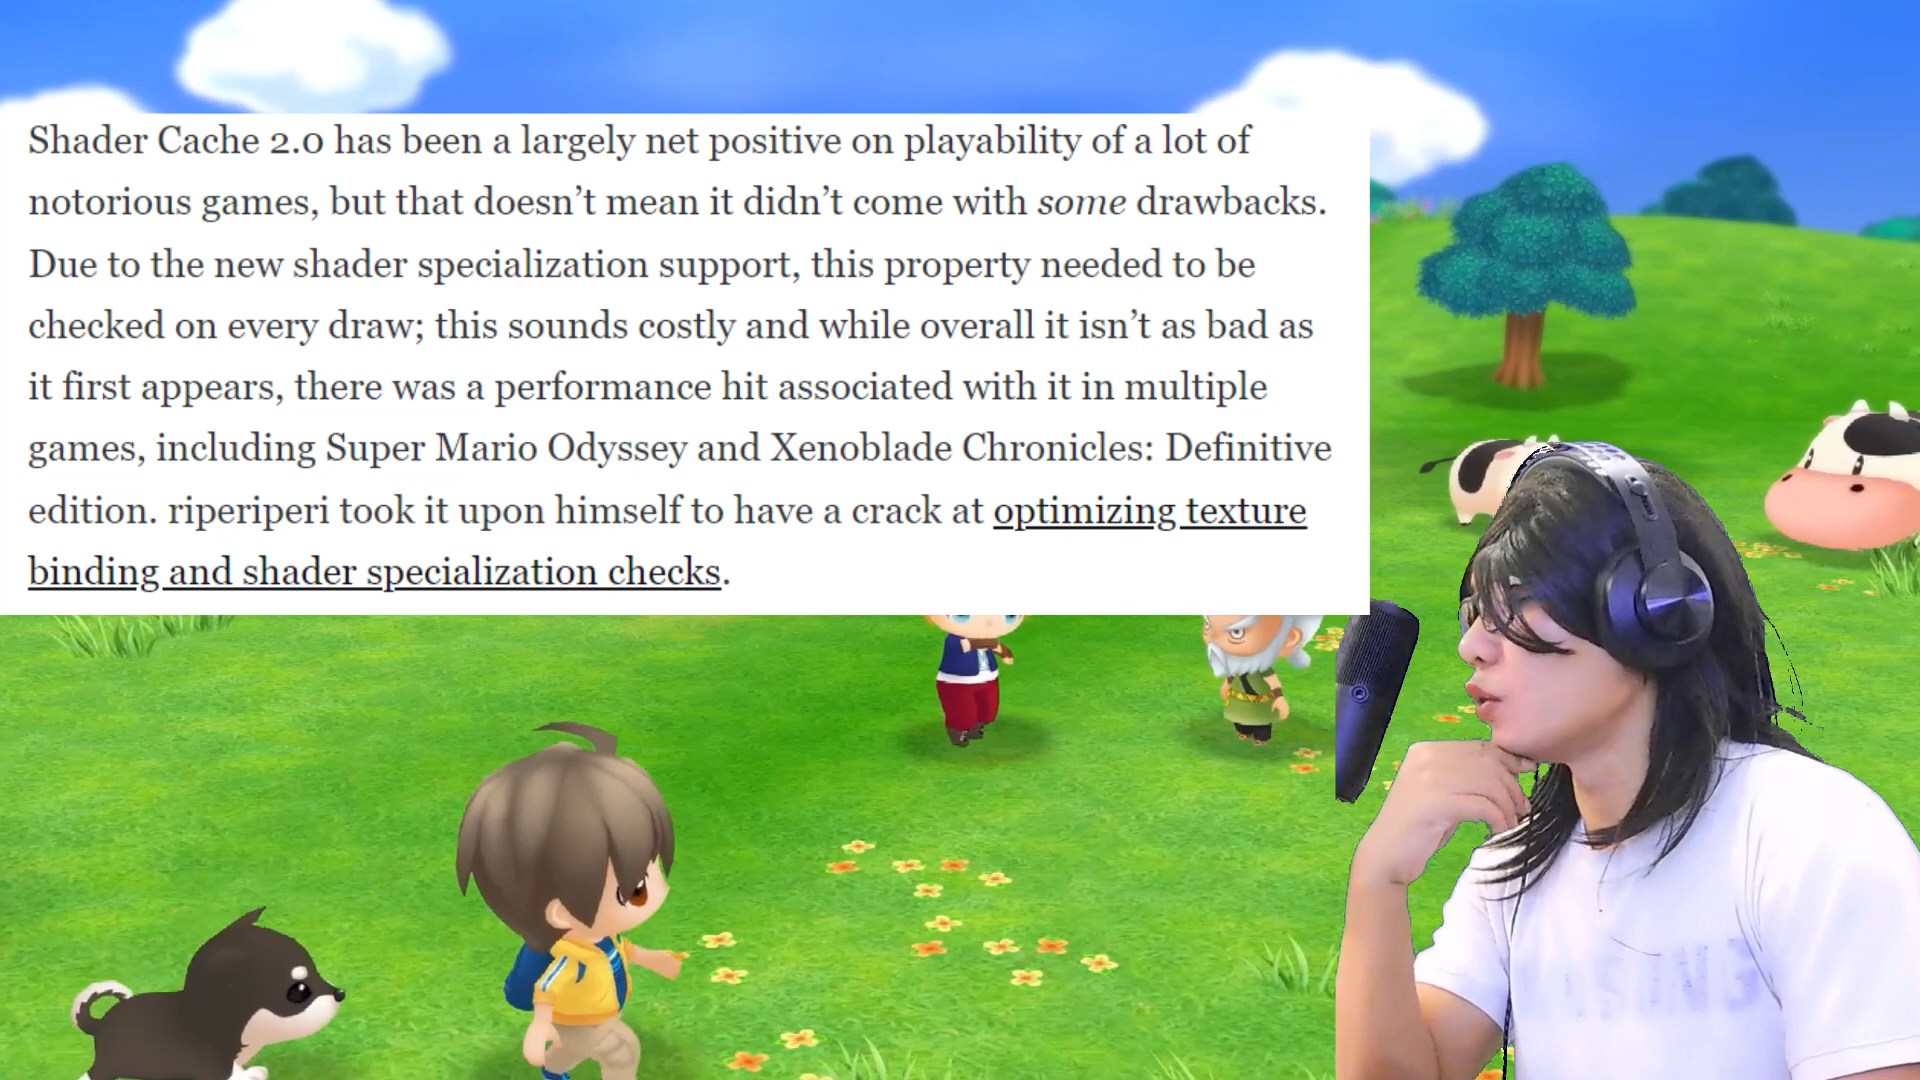 Shader Cache 2.0 has been a largely net positive on playability of a lot of
notorious games, but that doesn’t mean it didn’t come with some drawbacks.
Due to the new shader specialization support, this property needed to be
checked on every draw; this sounds costly and while overall it isn’t as bad as
it first appears, there was a performance hit associated with it in multiple
games, including Super Mario Odyssey and Xenoblade Chronicles: Definitive
edition. riperiperi took it upon himself to have a crack at optimizing texture
binding and shader specialization checks.